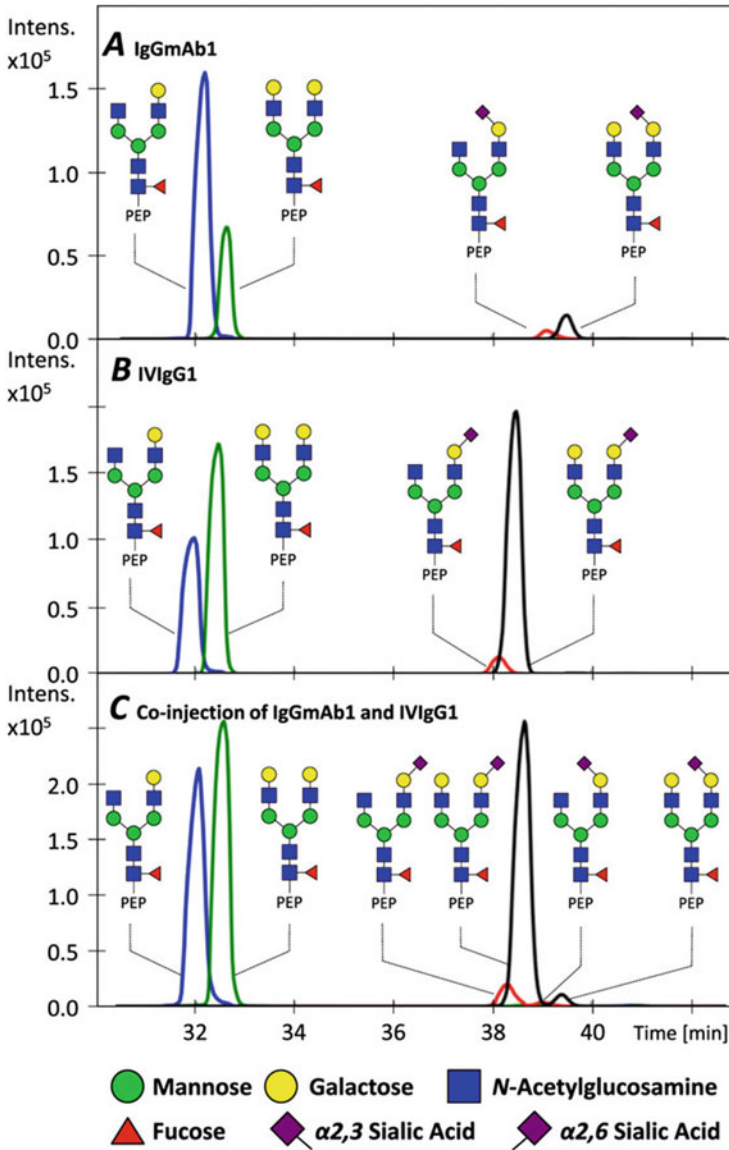 Intens.
x10⁵
A IgGmAb1
1.5
1.0
0.5
0.0
PEP
PEP
PEP
PEP
Intens.
x10⁵
B IVIgG1
1.5
1.0
0.5
0.0
PEP
PEP
PEP
PEP
Intens.
x10⁵
C Co-injection of IgGmAb1 and IVIgG1
2.0
1.5
1.0
0.5
0.0
PEP
PEP
PEP
PEP
PEP
PEP
32 34 36 38 40 Time [min]
Mannose Galactose N-Acetylglucosamine
Fucose α2,3 Sialic Acid α2,6 Sialic Acid